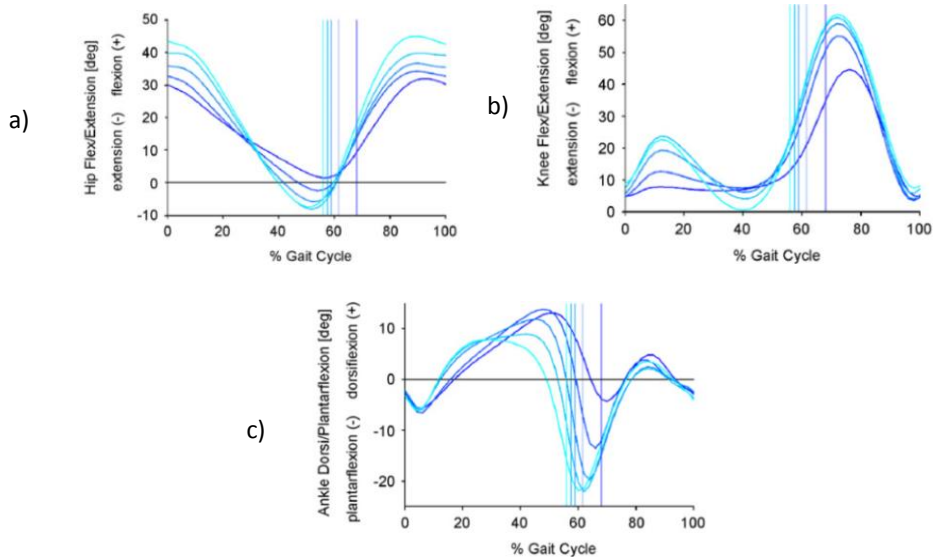 a)
Hip Flex/Extension [deg]
extension (-) flexion (+)
50
40
30
20
10
0
-10
0 20 40 60 80 100
% Gait Cycle
b)
Knee Flex/Extension [deg]
extension (-) flexion (+)
60
50
40
30
20
10
0
0 20 40 60 80 100
% Gait Cycle
c)
Ankle Dorsi/Plantarflexion [deg]
plantarflexion (-) dorsifiexion (+)
10
0
-10
-20
0 20 40 60 80 100
% Gait Cycle